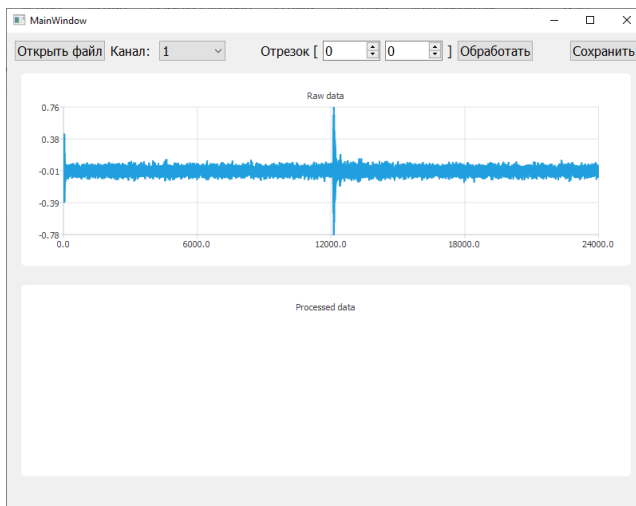 MainWindow
Открыть файл Канал: 1 Отрезок [ 0 0 ] Обработать Сохранить
Raw data
0.76
0.38
-0.01
-0.39
-0.78
0.0 6000.0 12000.0 18000.0 24000.0
Processed data